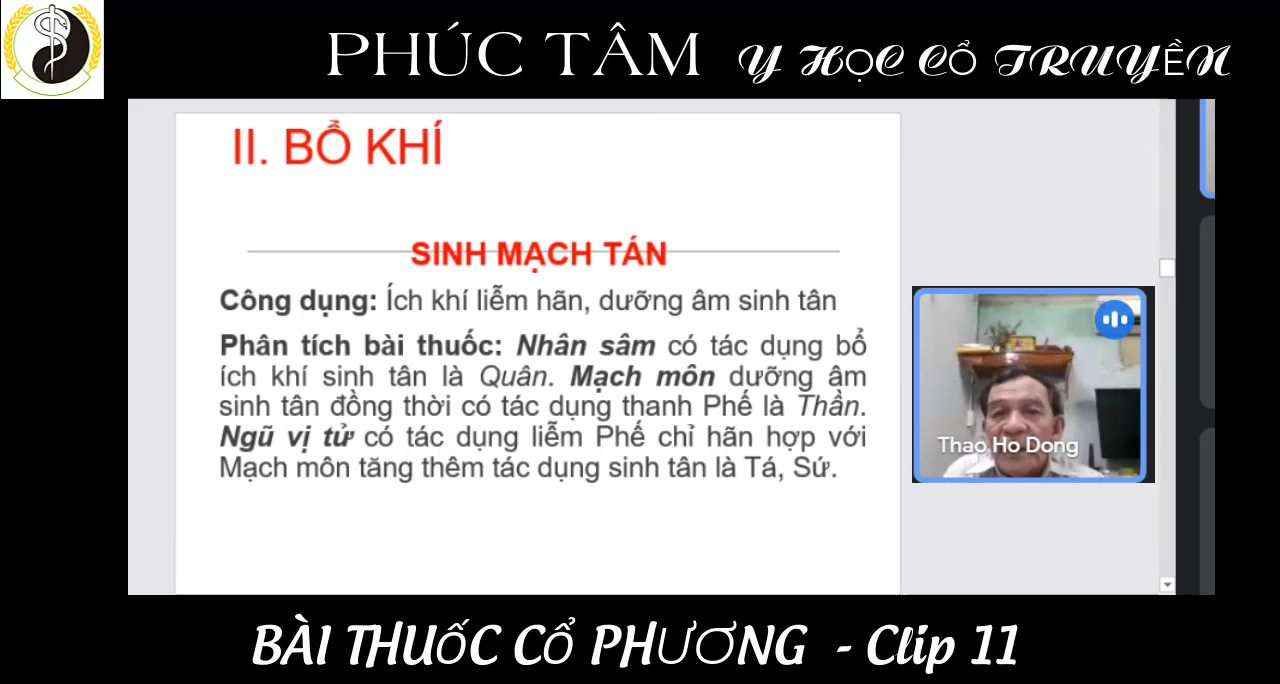 PHÚC TÂM Y HỌC CỔ TRUYỀN
II. BỔ KHÍ
SINH MẠCH TÁN
Công dụng: Ích khí liễm hãn, dưỡng âm sinh tân
Phân tích bài thuốc: Nhân sâm có tác dụng bổ
ích khí sinh tân là Quân. Mạch môn dưỡng âm
sinh tân đồng thời có tác dụng thanh Phế là Thần.
Ngũ vị tử có tác dụng liễm Phế chỉ hãn hợp với
Mạch môn tăng thêm tác dụng sinh tân là Tá, Sứ.
Thao Ho Dong
BÀI THUỐC CỔ PHƯƠNG - Clip 11